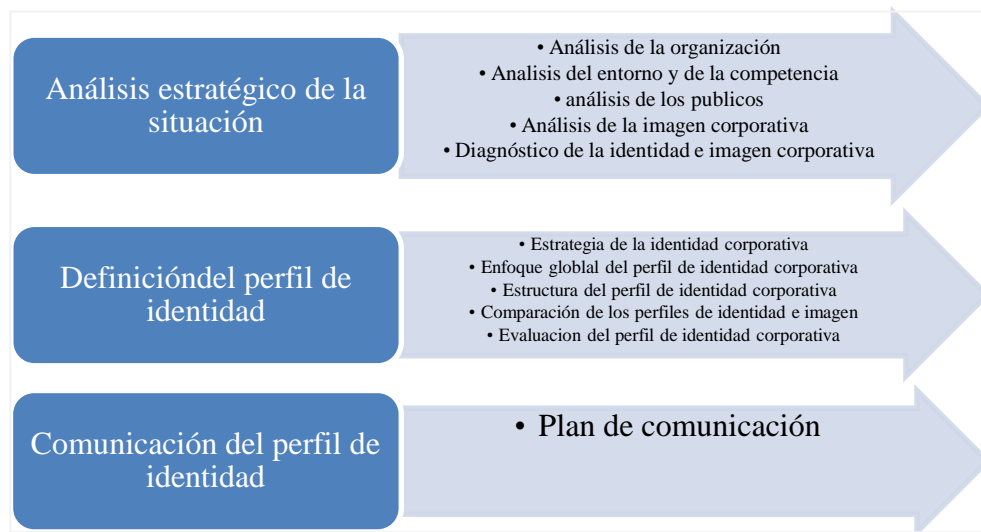 Análisis estratégico de la
situación
• Análisis de la organización
• Analisis del entorno y de la competencia
• análisis de los publicos
• Análisis de la imagen corporativa
• Diagnóstico de la identidad e imagen corporativa
Definicióndel perfil de
identidad
• Estrategia de la identidad corporativa
• Enfoque globlal del perfil de identidad corporativa
• Estructura del perfil de identidad corporativa
• Comparación de los perfiles de identidad e imagen
• Evaluacion del perfil de identidad corporativa
Comunicación del perfil de
identidad
• Plan de comunicación